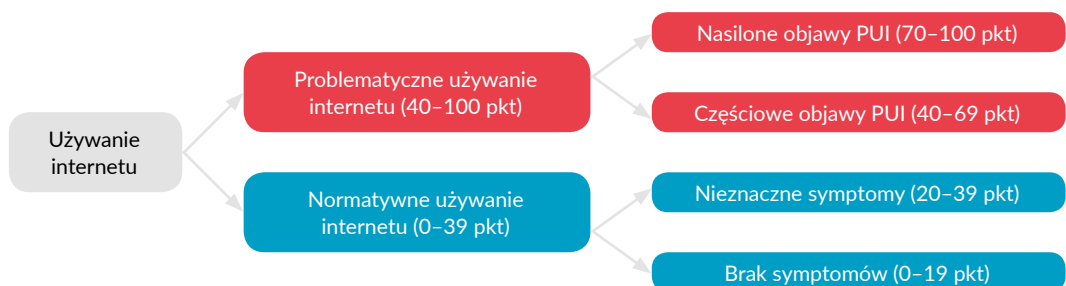 Używanie
internetu
Problematyczne używanie
internetu (40–100 pkt)
Normatywne używanie
internetu (0–39 pkt)
Nasilone objawy PUI (70–100 pkt)
Częściowe objawy PUI (40–69 pkt)
Nieznaczne symptomy (20–39 pkt)
Brak symptomów (0–19 pkt)